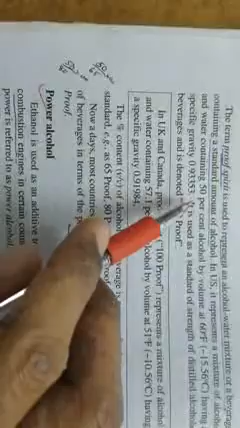 The term proof spirit is used to represent an alcohol-water mixture or a beverage
containing a standard amount of alcohol. In US, it represents a mixture of alcohol
and water containing 50 per cent alcohol by volume at 60°F (~15.56°C) having
specific gravity 0.93353. It is used as a standard of strength of distilled alcoholic
beverages and is denoted Proof".
In UK and Canada, ("100 Proof") represents a mixture of alcohol
and water containing 57.1 p alcohol by volume at 51°F (~10.56°C) having
a specific gravity 0.91984.
The % content (v/v) of alcohol verage is
standard, e.g., as 65 Proof, 80 P
Now a days, most countries
of beverages in terms of the p
Proof.
Power alcohol
Ethanol is used as an additive to
combustion engines in certain coun
power is referred to as power alcohol